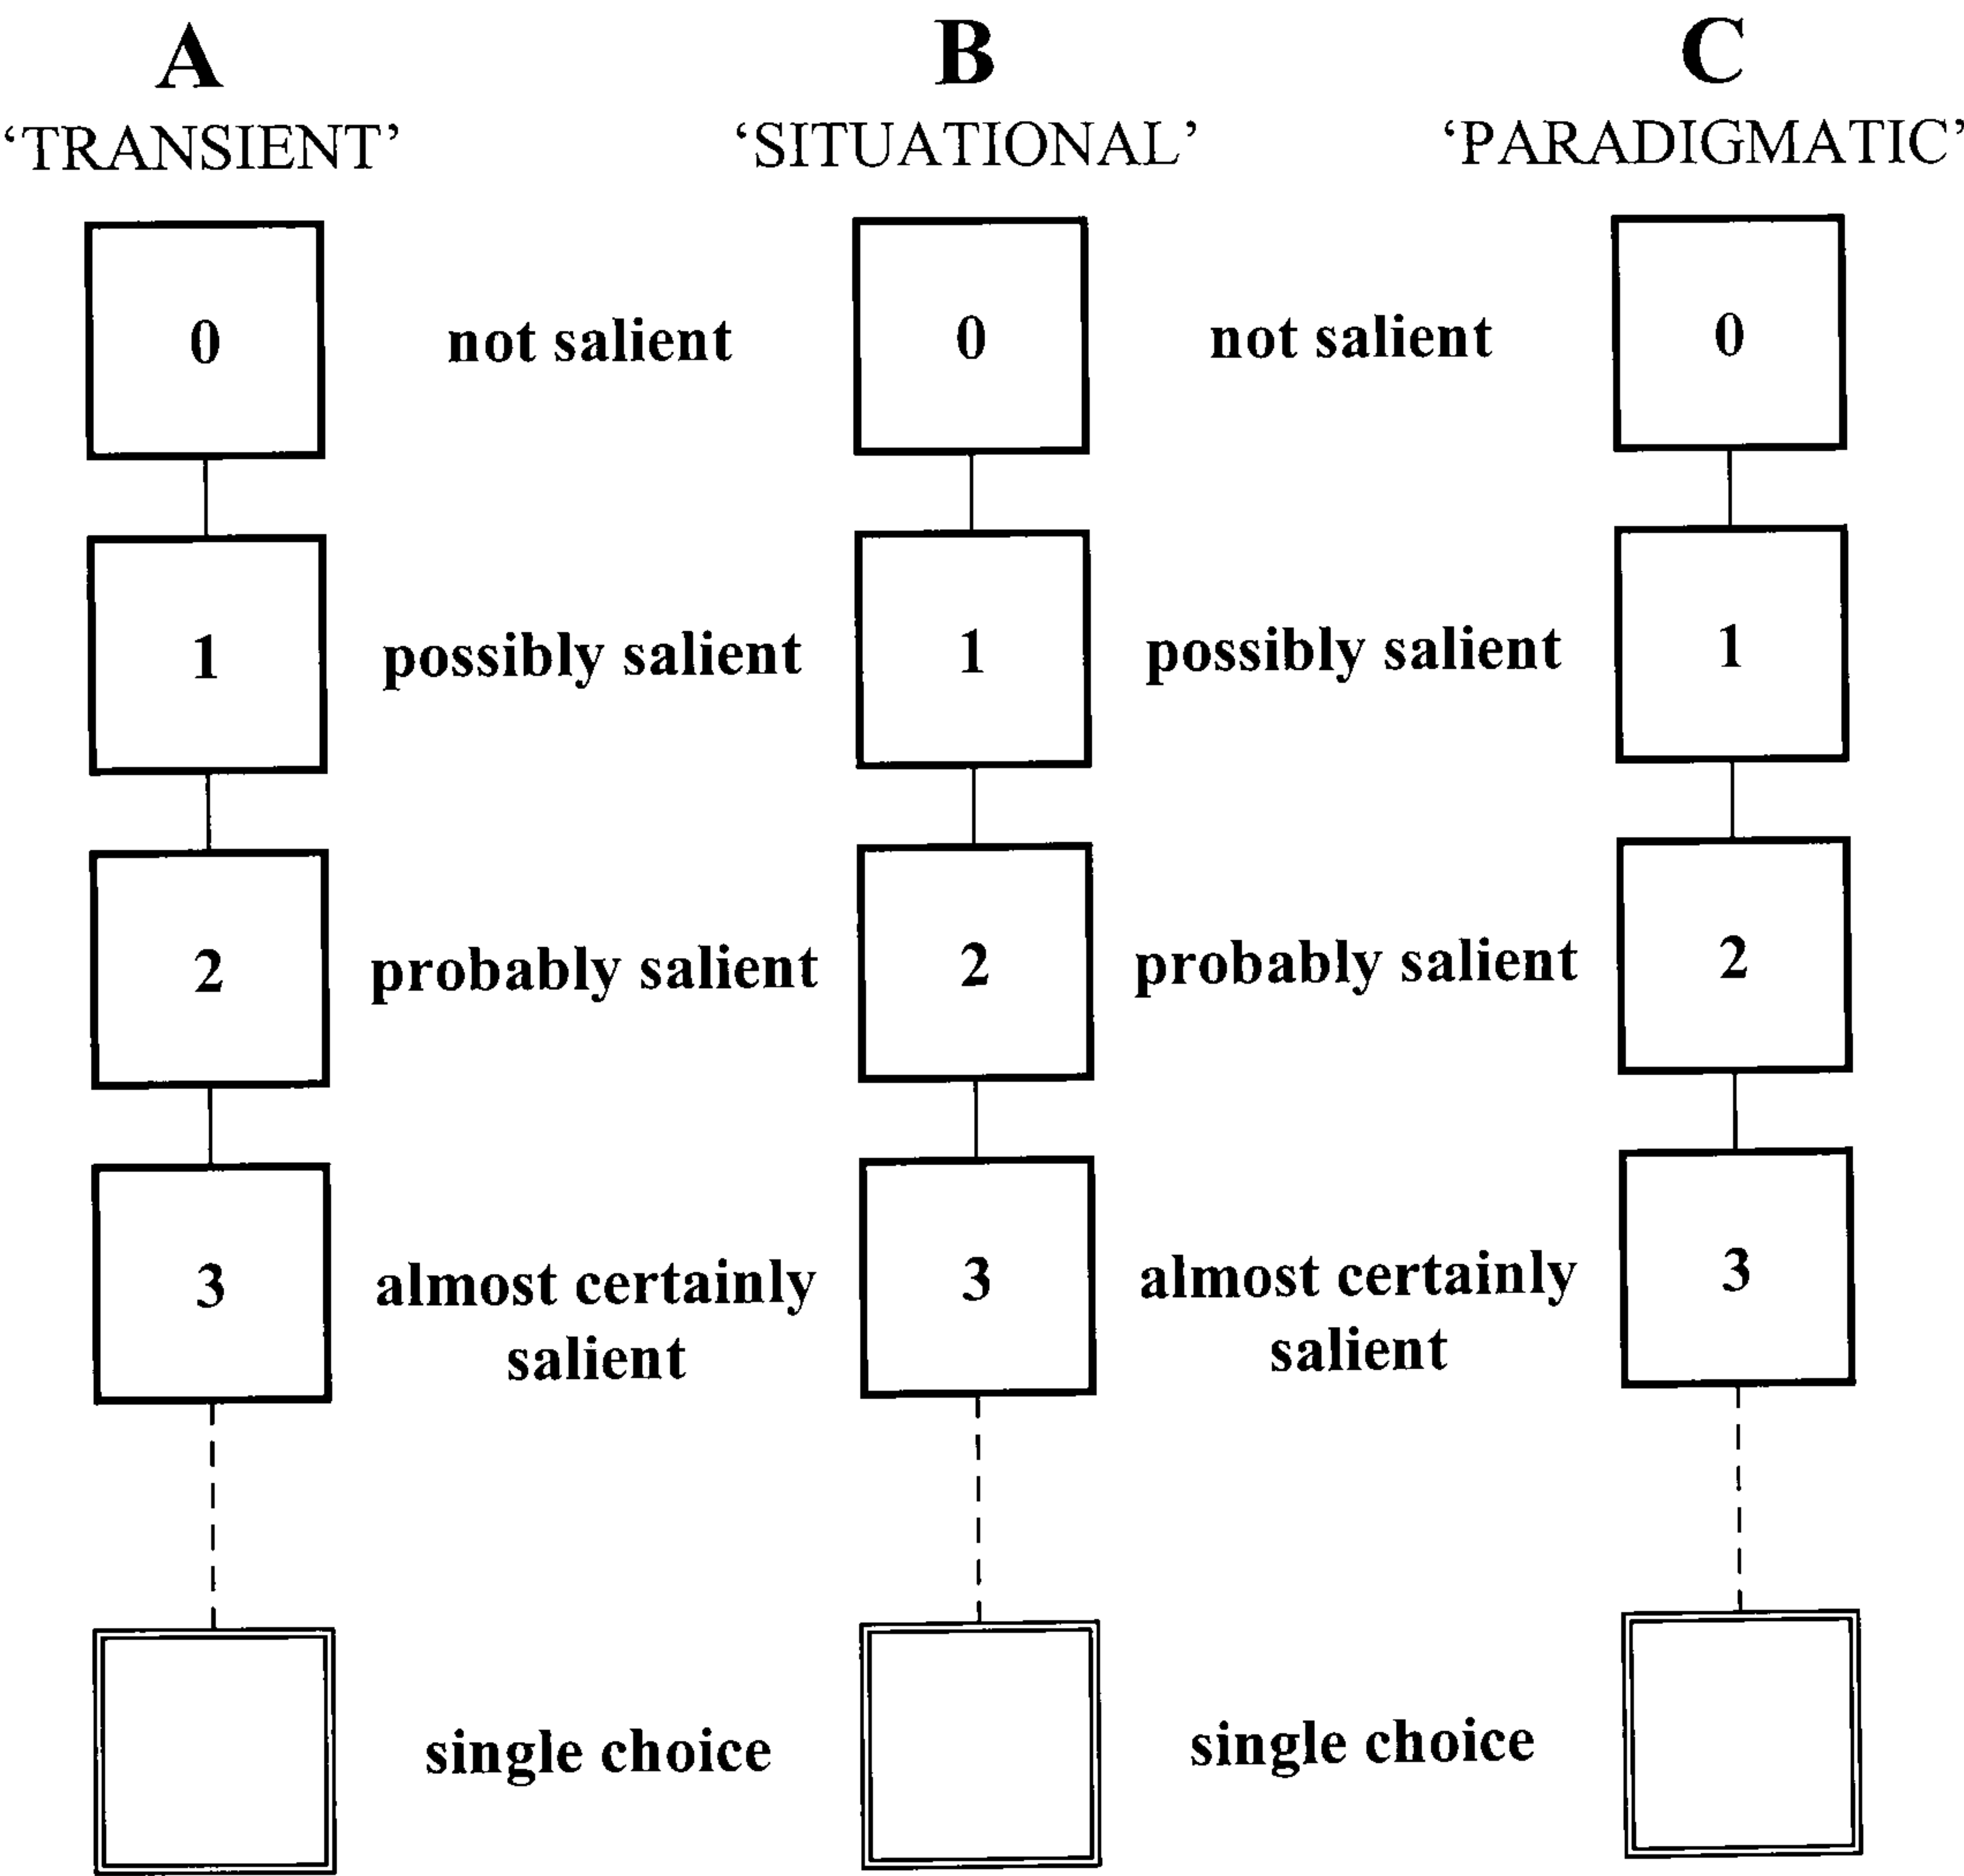 A B C
‘TRANSIENT’ ‘SITUATIONAL’ ‘PARADIGMATIC’
0 not salient 0 not salient 0
1 possibly salient 1 possibly salient 1
2 probably salient 2 probably salient 2
3 almost certainly 3 almost certainly 3
salient salient
single choice single choice